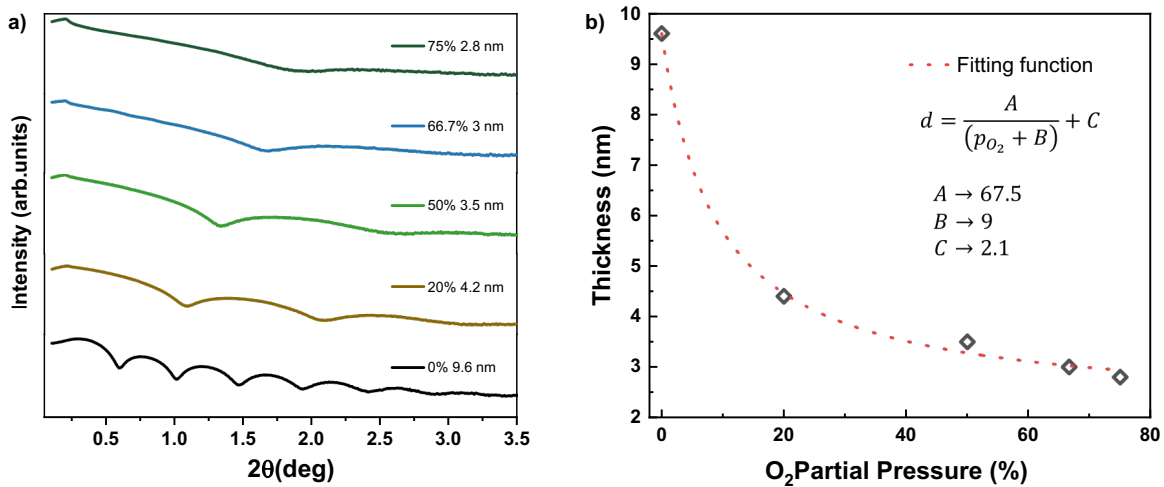 a)
Intensity (arb.units)
75% 2.8 nm
66.7% 3 nm
50% 3.5 nm
20% 4.2 nm
0% 9.6 nm
0.5 1.0 1.5 2.0 2.5 3.0 3.5
2θ(deg)
b)
Thickness (nm)
10
9
8
7
6
5
4
3
2
Fitting function
d = A / (p_{O_2} + B) + C
A → 67.5
B → 9
C → 2.1
0 20 40 60 80
O₂Partial Pressure (%)